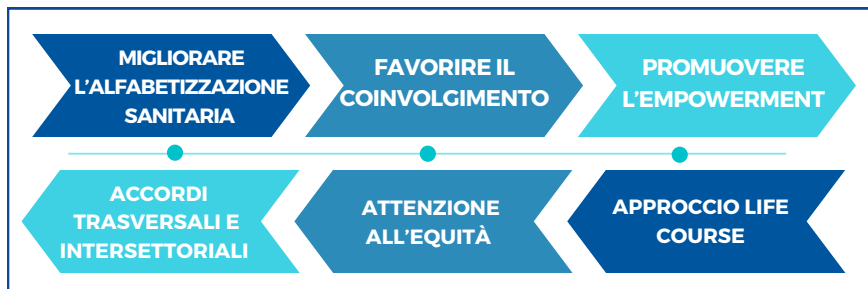 MIGLIORARE
L'ALFABETIZZAZIONE
SANITARIA
FAVORIRE IL
COINVOLGIMENTO
PROMUOVERE
L'EMPOWERMENT
ACCORDI
TRASVERSALI E
INTERSETTORIALI
ATTENZIONE
ALL'EQUITÀ
APPROCCIO LIFE
COURSE